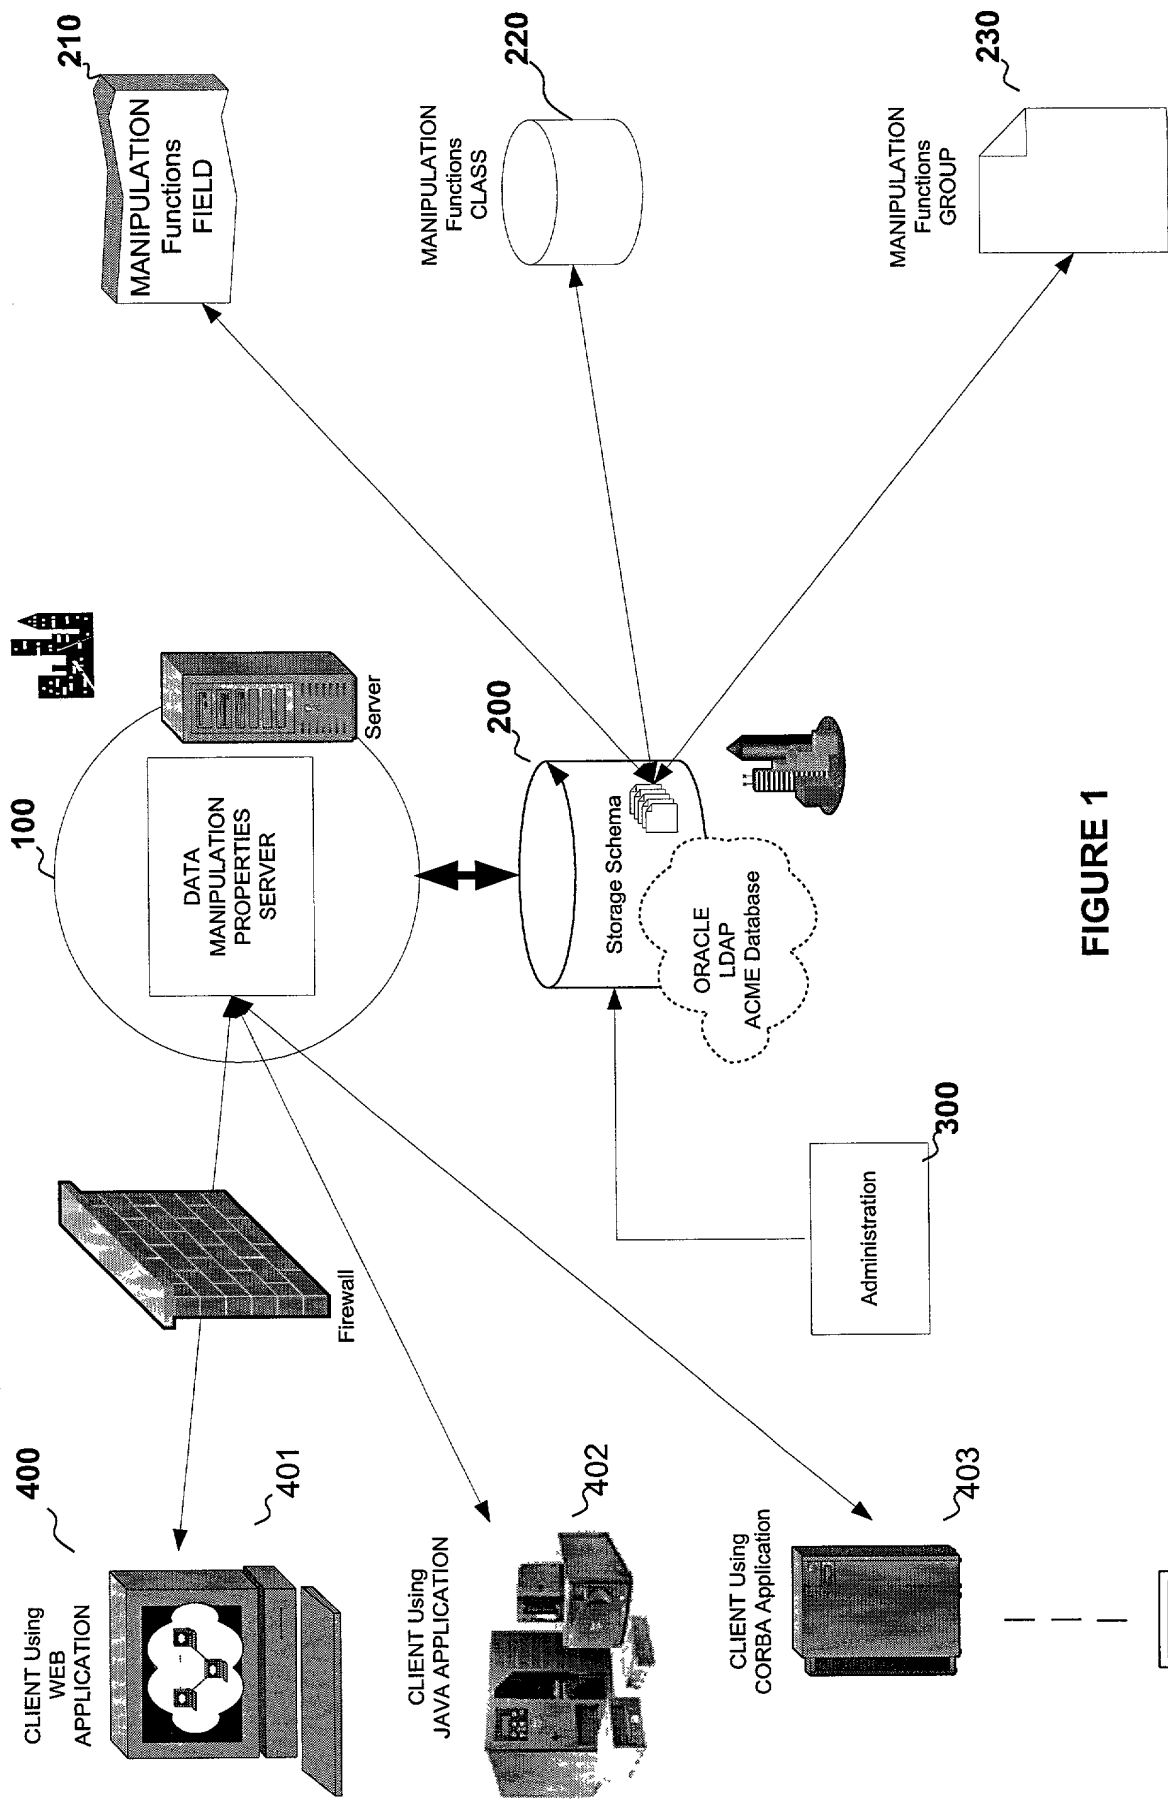 400
CLIENT Using
WEB
APPLICATION
401
Firewall
100
DATA
MANIPULATION
PROPERTIES
SERVER
Server
210
MANIPULATION
Functions
FIELD
CLIENT Using
JAVA APPLICATION
402
200
Storage Schema
ORACLE
LDAP
ACME Database
MANIPULATION
Functions
CLASS
220
CLIENT Using
CORBA Application
403
Administration
300
MANIPULATION
Functions
GROUP
230
FIGURE 1